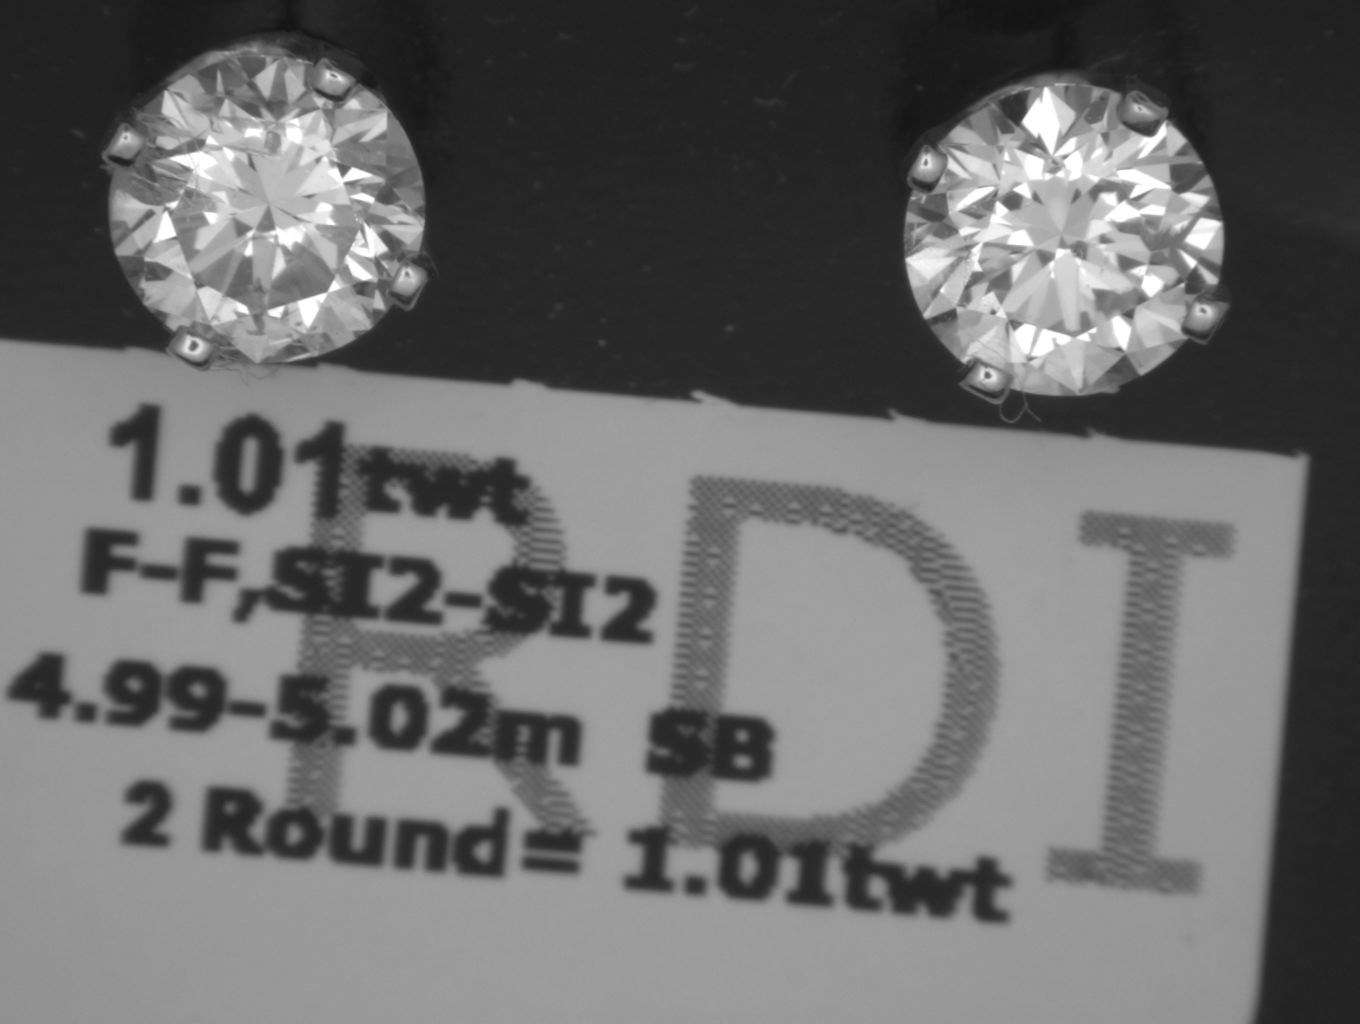 1.01twt
F-F,SI2-SI2
4.99-5.02m SB
2 Round= 1.01twt
RDI